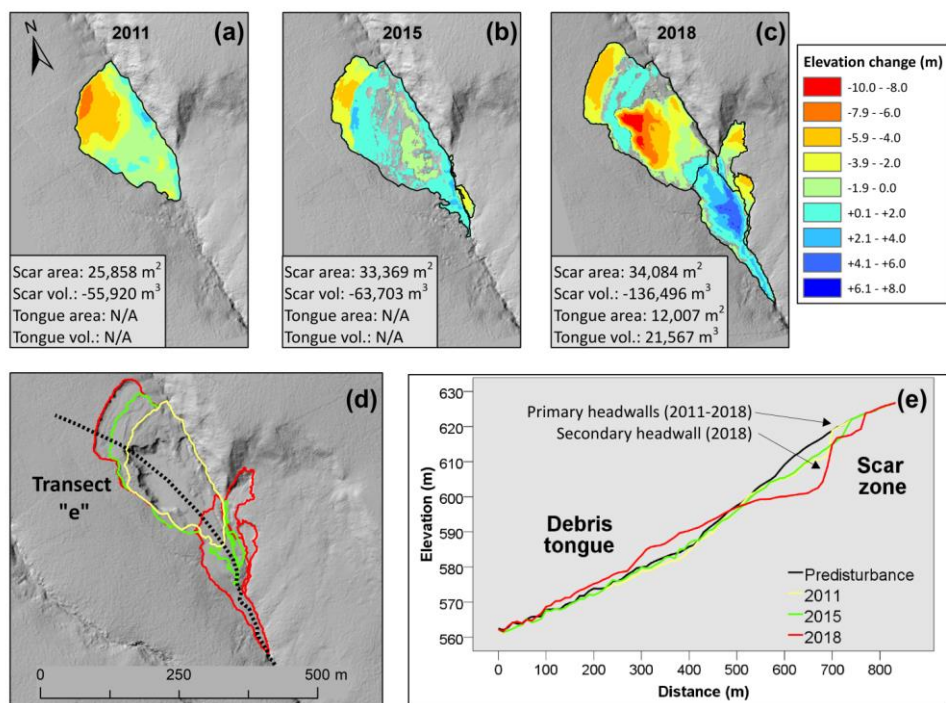 N
2011
(a)
Scar area: 25,858 m²
Scar vol.: -55,920 m³
Tongue area: N/A
Tongue vol.: N/A
2015
(b)
Scar area: 33,369 m²
Scar vol: -63,703 m³
Tongue area: N/A
Tongue vol.: N/A
2018
(c)
Scar area: 34,084 m²
Scar vol.: -136,496 m³
Tongue area: 12,007 m²
Tongue vol.: 21,567 m³
Elevation change (m)
-10.0 - -8.0
-7.9 - -6.0
-5.9 - -4.0
-3.9 - -2.0
-1.9 - 0.0
+0.1 - +2.0
+2.1 - +4.0
+4.1 - +6.0
+6.1 - +8.0
(d)
Transect
"e"
0 250 500 m
(e)
Primary headwalls (2011-2018)
Secondary headwall (2018)
Scar
zone
Debris
tongue
Predisturbance
2011
2015
2018
Elevation (m)
630
620
610
600
590
580
570
560
0 100 200 300 400 500 600 700 800
Distance (m)